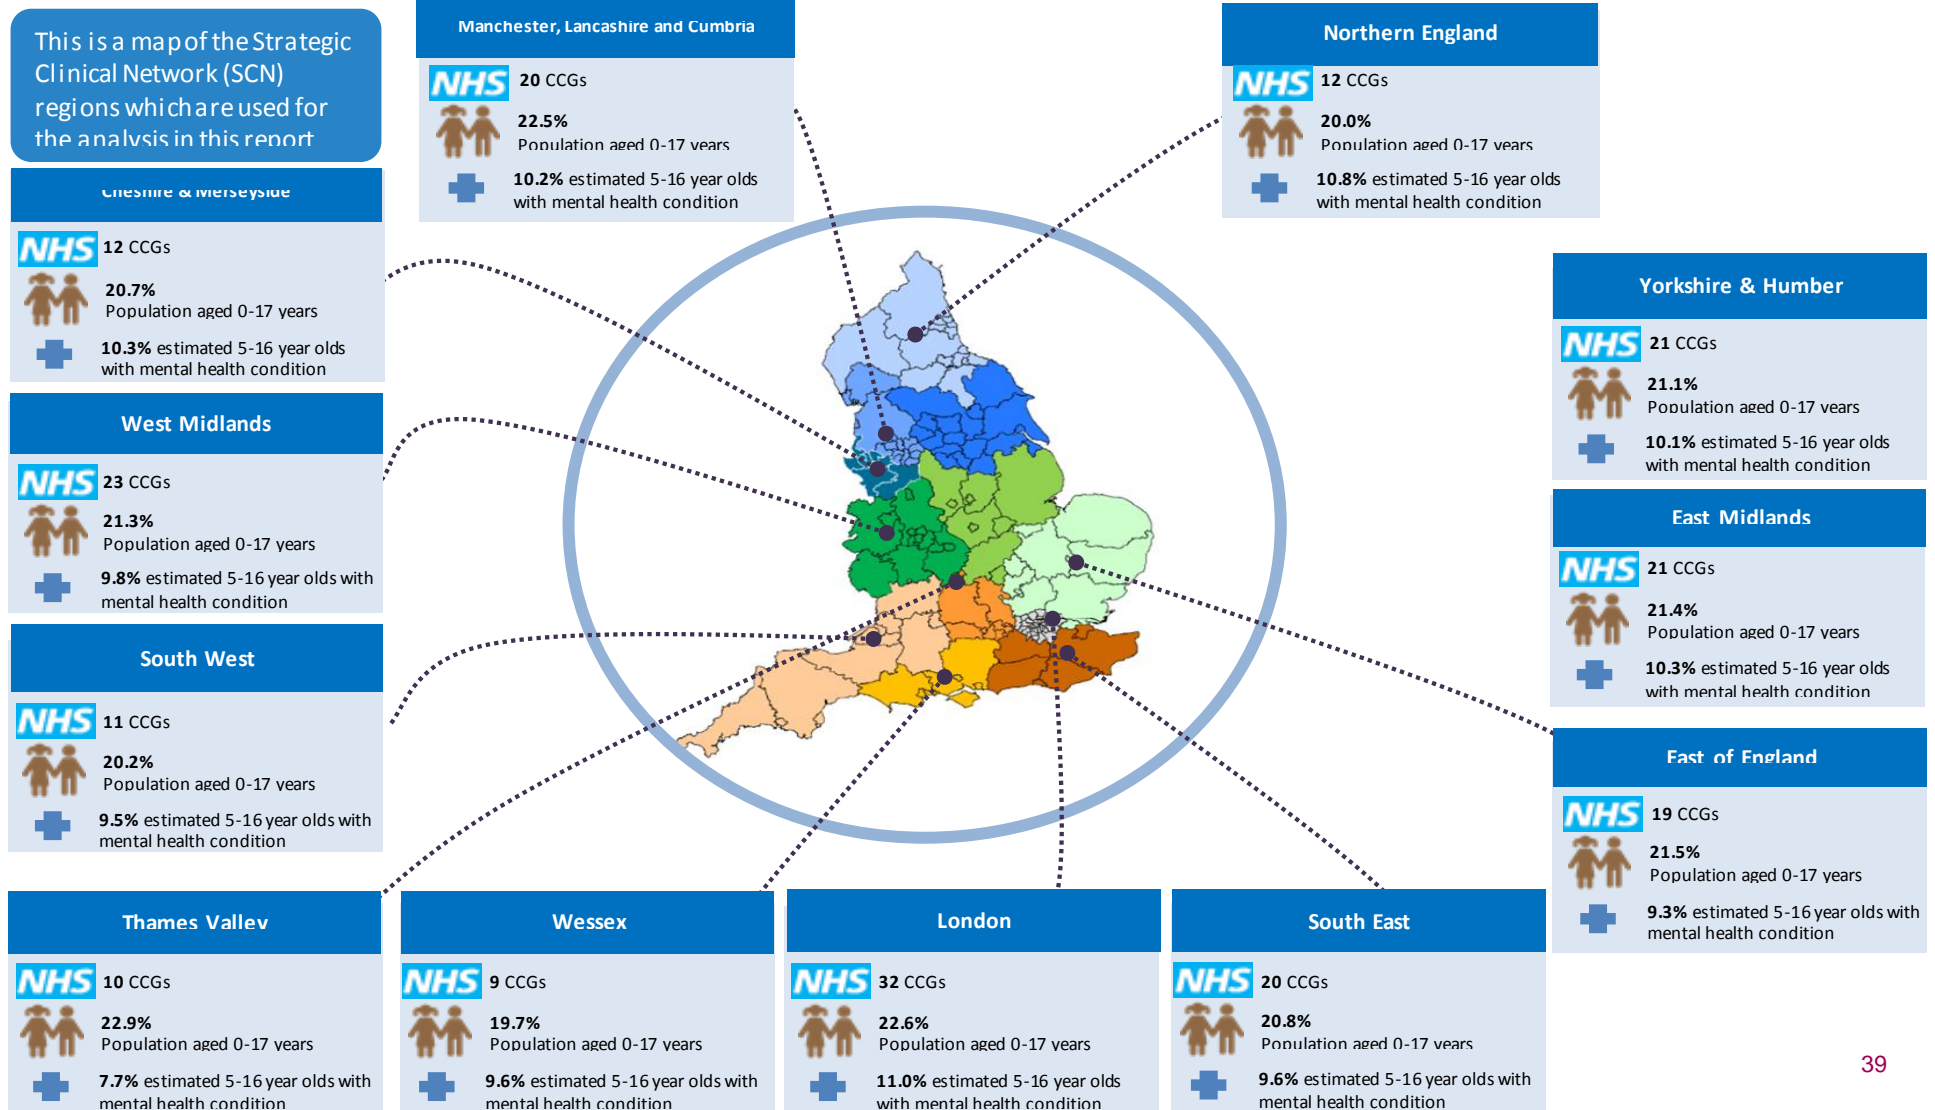 This is a map of the Strategic
Clinical Network (SCN)
regions which are used for
the analysis in this report
Manchester, Lancashire and Cumbria
NHS 20 CCGs
22.5%
Population aged 0-17 years
10.2% estimated 5-16 year olds
with mental health condition
Northern England
NHS 12 CCGs
20.0%
Population aged 0-17 years
10.8% estimated 5-16 year olds
with mental health condition
Cheshire & Merseyside
NHS 12 CCGs
20.7%
Population aged 0-17 years
10.3% estimated 5-16 year olds
with mental health condition
Yorkshire & Humber
NHS 21 CCGs
21.1%
Population aged 0-17 years
10.1% estimated 5-16 year olds
with mental health condition
West Midlands
NHS 23 CCGs
21.3%
Population aged 0-17 years
9.8% estimated 5-16 year olds with
mental health condition
East Midlands
NHS 21 CCGs
21.4%
Population aged 0-17 years
10.3% estimated 5-16 year olds
with mental health condition
South West
NHS 11 CCGs
20.2%
Population aged 0-17 years
9.5% estimated 5-16 year olds with
mental health condition
East of England
NHS 19 CCGs
21.5%
Population aged 0-17 years
9.3% estimated 5-16 year olds with
mental health condition
Thames Valley
NHS 10 CCGs
22.9%
Population aged 0-17 years
7.7% estimated 5-16 year olds with
mental health condition
Wessex
NHS 9 CCGs
19.7%
Population aged 0-17 years
9.6% estimated 5-16 year olds with
mental health condition
London
NHS 32 CCGs
22.6%
Population aged 0-17 years
11.0% estimated 5-16 year olds
with mental health condition
South East
NHS 20 CCGs
20.8%
Population aged 0-17 years
9.6% estimated 5-16 year olds with
mental health condition
39